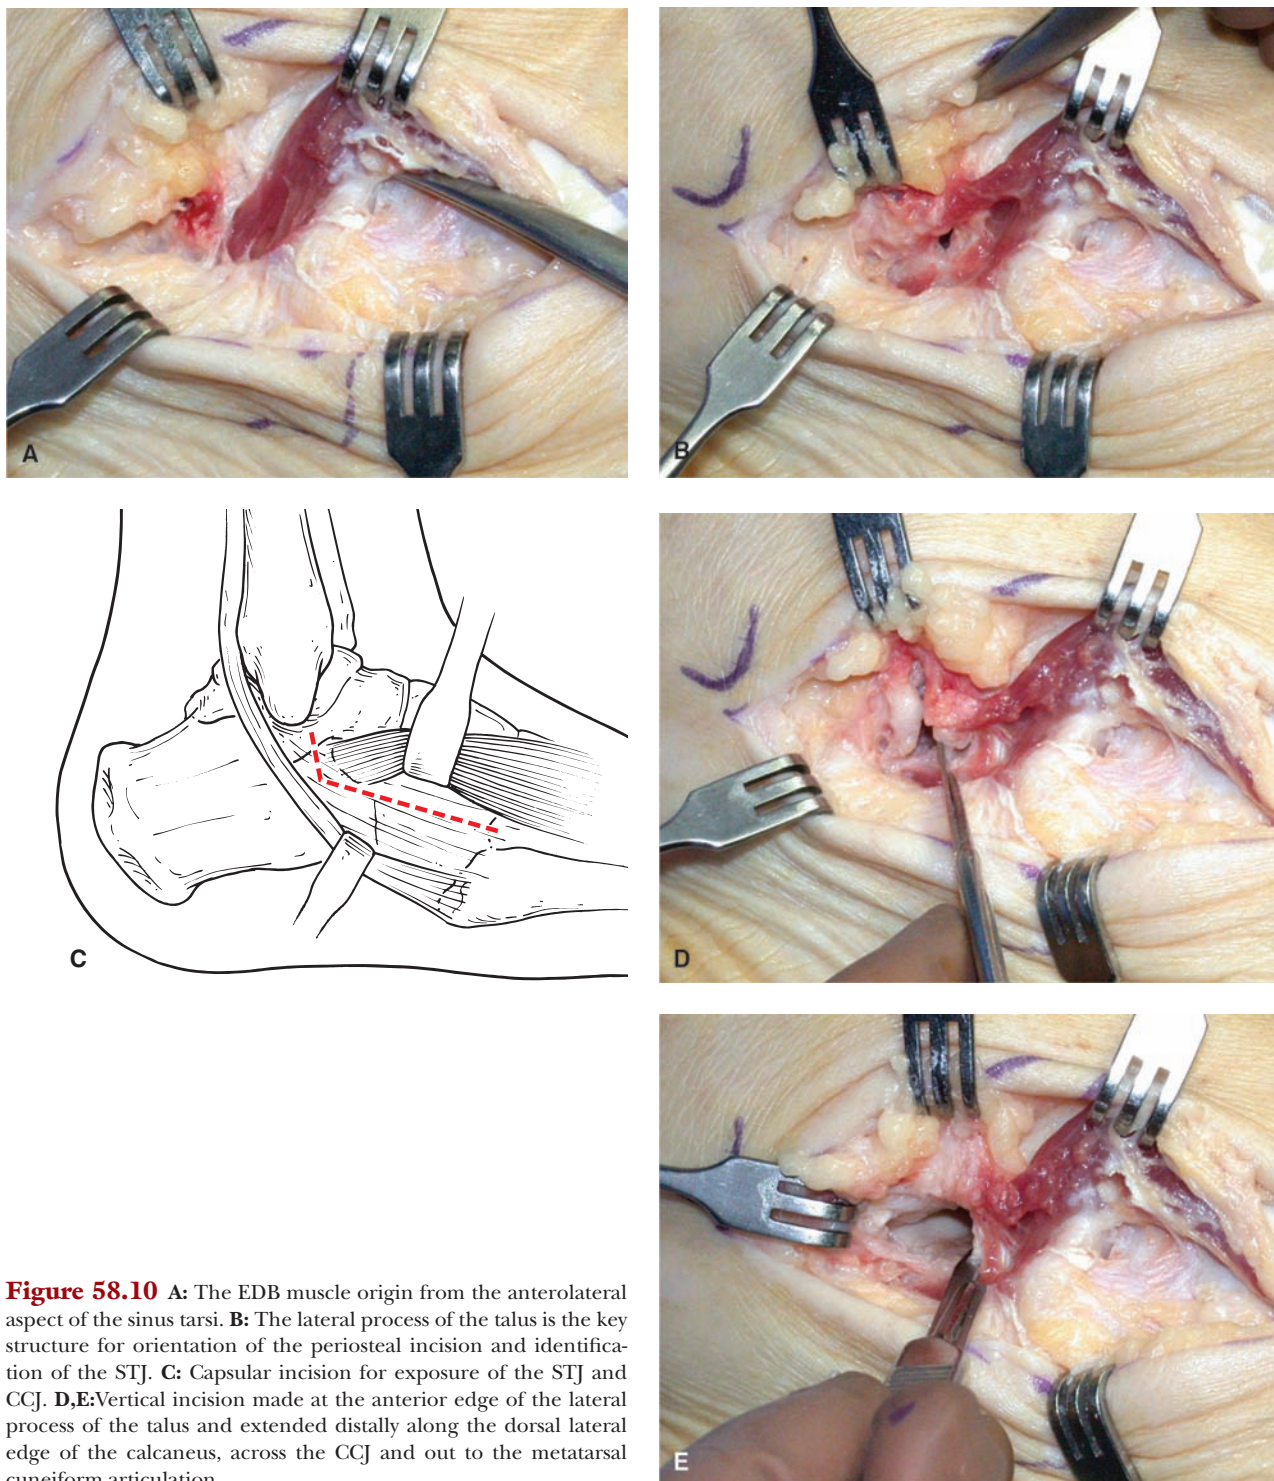 A
B
C
D
E
Figure 58.10 A: The EDB muscle origin from the anterolateral
aspect of the sinus tarsi. B: The lateral process of the talus is the key
structure for orientation of the periosteal incision and identifica-
tion of the STJ. C: Capsular incision for exposure of the STJ and
CCJ. D,E:Vertical incision made at the anterior edge of the lateral
process of the talus and extended distally along the dorsal lateral
edge of the calcaneus, across the CCJ and out to the metatarsal
cuneiform articulation.